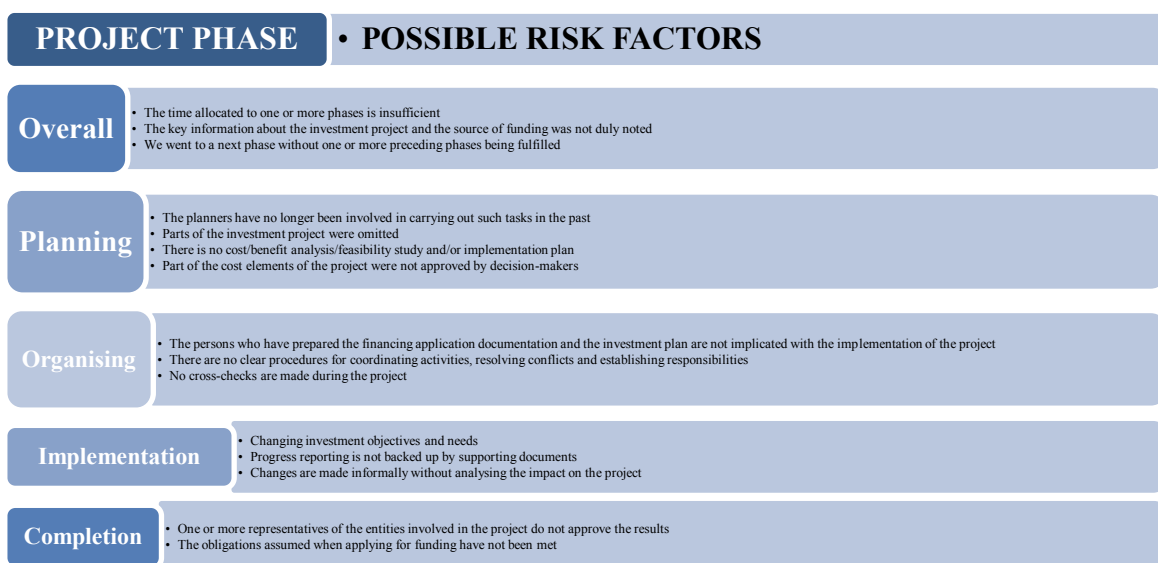 PROJECT PHASE
• POSSIBLE RISK FACTORS
Overall
• The time allocated to one or more phases is insufficient
• The key information about the investment project and the source of funding was not duly noted
• We went to a next phase without one or more preceding phases being fulfilled
Planning
• The planners have no longer been involved in carrying out such tasks in the past
• Parts of the investment project were omitted
• There is no cost/benefit analysis/feasibility study and/or implementation plan
• Part of the cost elements of the project were not approved by decision-makers
Organising
• The persons who have prepared the financing application documentation and the investment plan are not implicated with the implementation of the project
• There are no clear procedures for coordinating activities, resolving conflicts and establishing responsibilities
• No cross-checks are made during the project
Implementation
• Changing investment objectives and needs
• Progress reporting is not backed up by supporting documents
• Changes are made informally without analysing the impact on the project
Completion
• One or more representatives of the entities involved in the project do not approve the results
• The obligations assumed when applying for funding have not been met